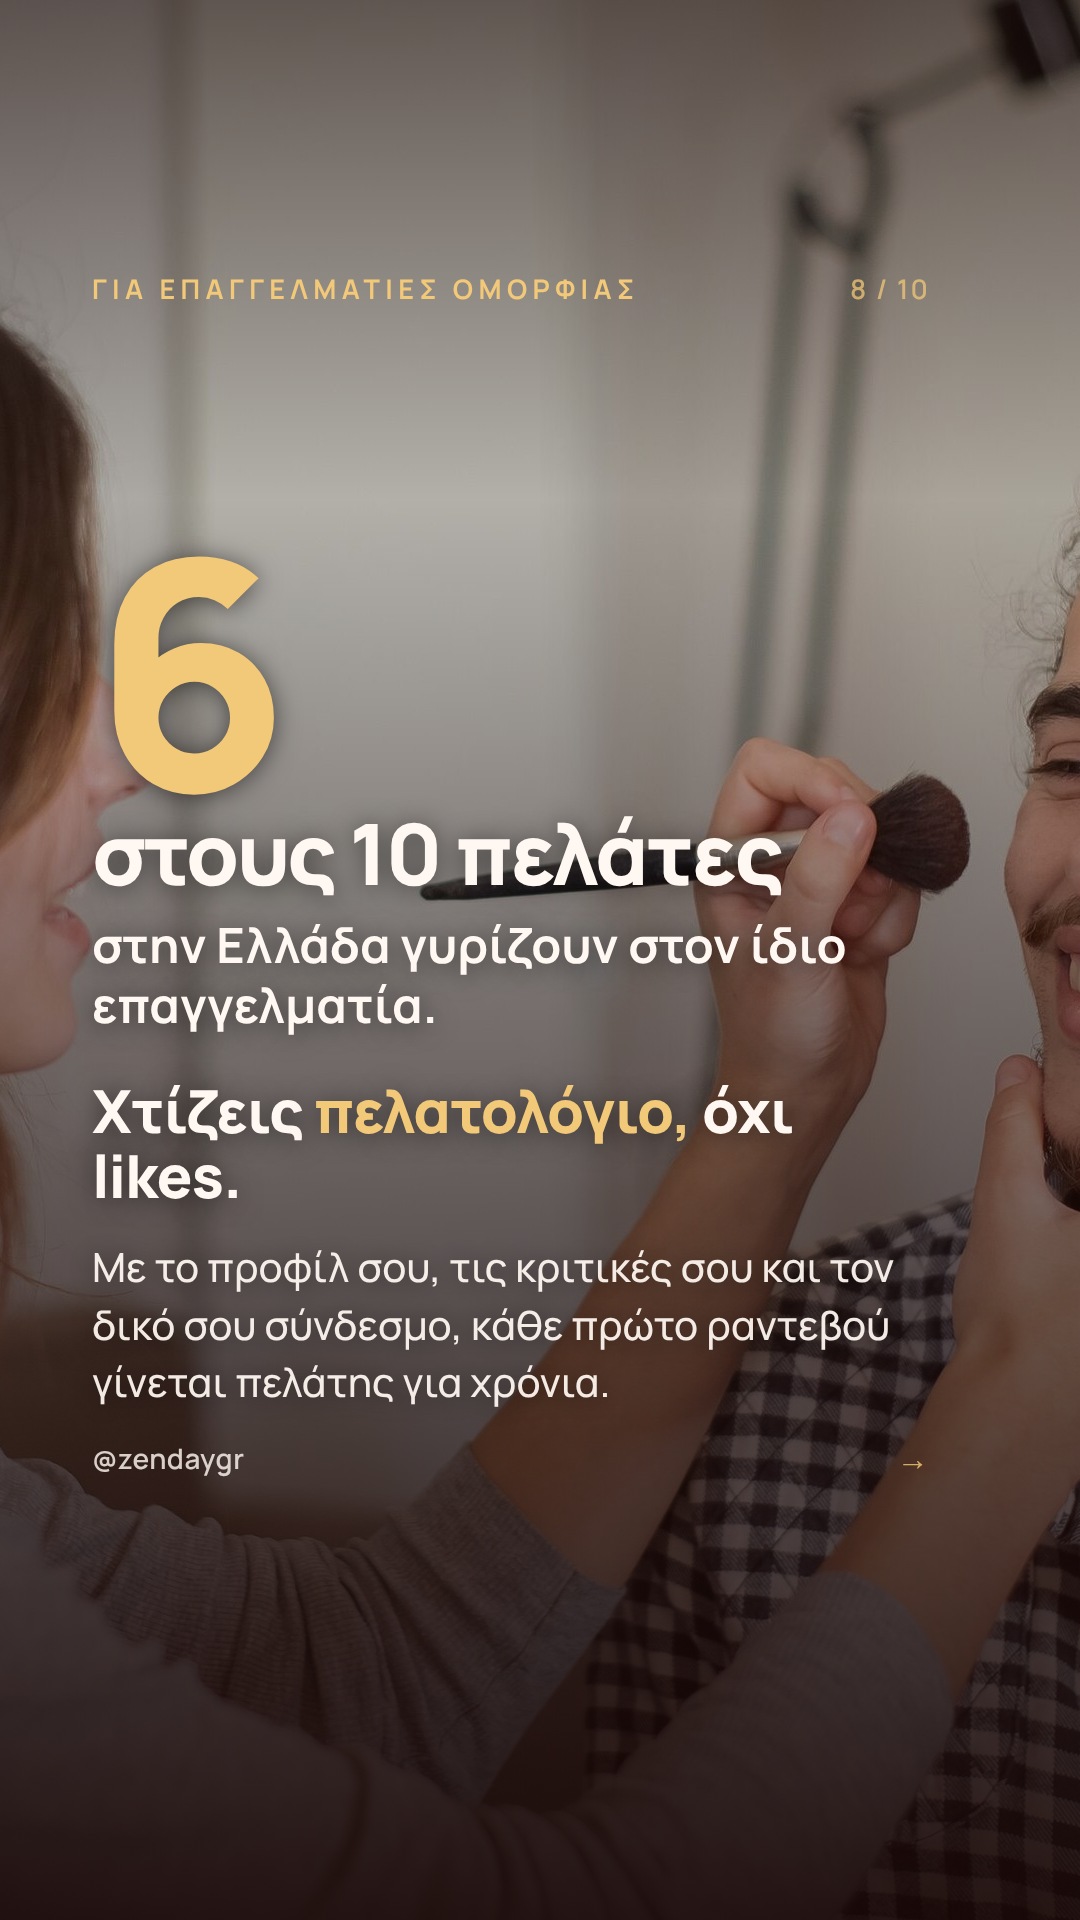 ΓΙΑ ΕΠΑΓΓΕΛΜΑΤΙΕΣ ΟΜΟΡΦΙΑΣ
8 / 10
6
στους 10 πελάτες
στην Ελλάδα γυρίζουν στον ίδιο
επαγγελματία.
Χτίζεις πελατολόγιο, όχι
likes.
Με το προφίλ σου, τις κριτικές σου και τον
δικό σου σύνδεσμο, κάθε πρώτο ραντεβού
γίνεται πελάτης για χρόνια.
@zendaygr
→